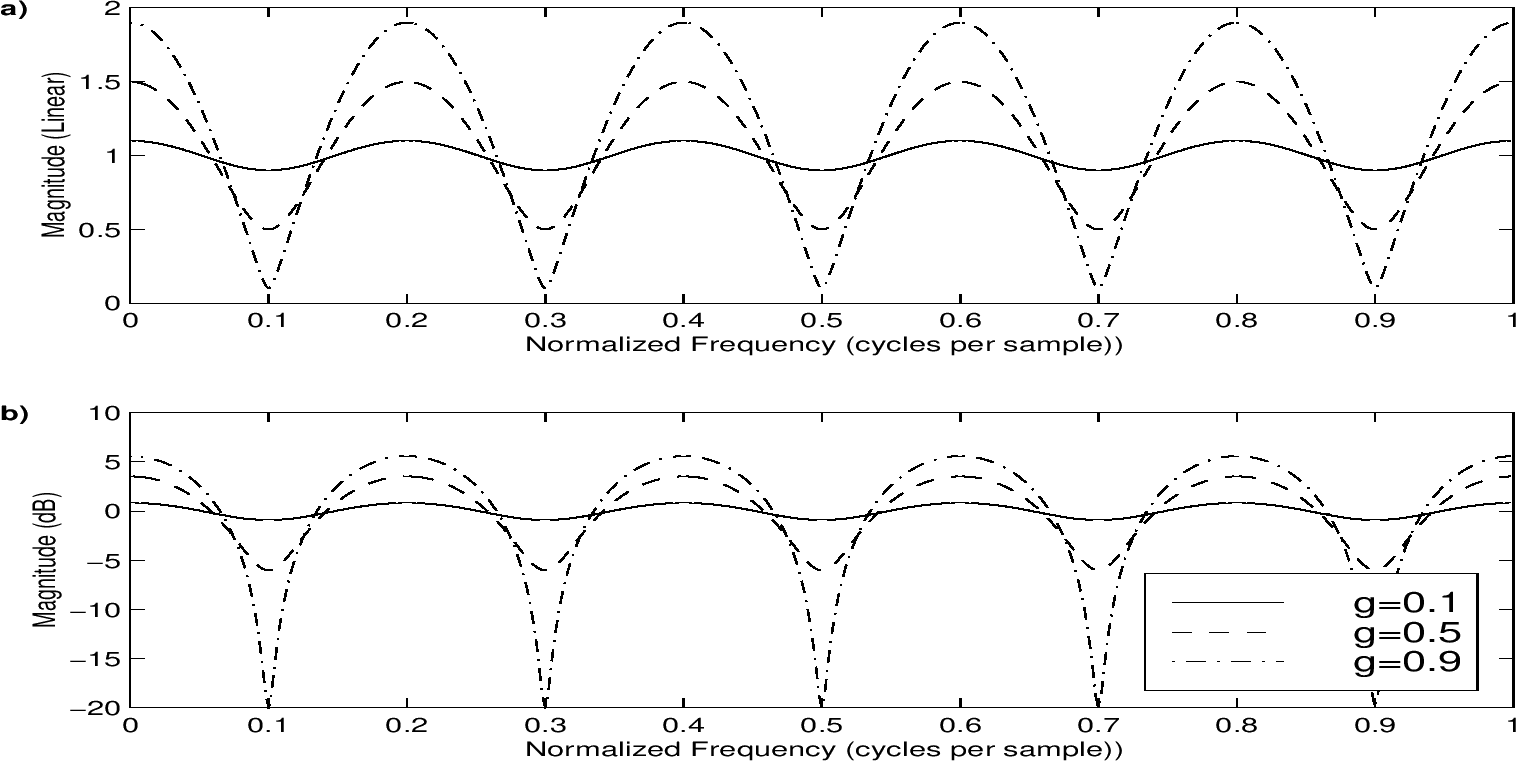 a)
Magnitude (Linear)
2
1.5
1
0.5
0
0 0.1 0.2 0.3 0.4 0.5 0.6 0.7 0.8 0.9 1
Normalized Frequency (cycles per sample))
b)
Magnitude (dB)
10
5
0
−5
−10
−15
−20
g=0.1
g=0.5
g=0.9
0 0.1 0.2 0.3 0.4 0.5 0.6 0.7 0.8 0.9 1
Normalized Frequency (cycles per sample))